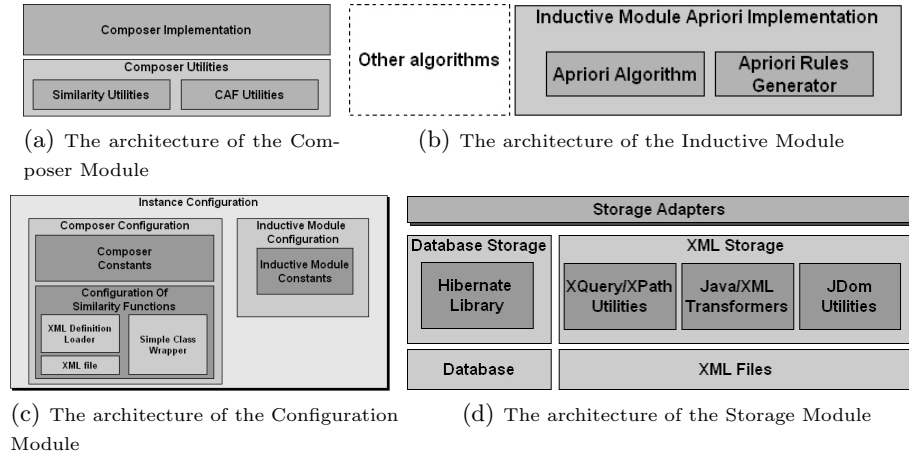 Composer Implementation
Composer Utilities
Similarity Utilities
CAF Utilities
(a) The architecture of the Com-
poser Module
Other algorithms
Inductive Module Apriori Implementation
Apriori Algorithm
Apriori Rules
Generator
(b) The architecture of the Inductive Module
Instance Configuration
Composer Configuration
Composer
Constants
Configuration Of
Similarity Functions
XML Definition
Loader
XML file
Simple Class
Wrapper
Inductive Module
Configuration
Inductive Module
Constants
(c) The architecture of the Configuration
Module
Storage Adapters
Database Storage
Hibernate
Library
XML Storage
XQuery/XPath
Utilities
Java/XML
Transformers
JDom
Utilities
Database
XML Files
(d) The architecture of the Storage Module